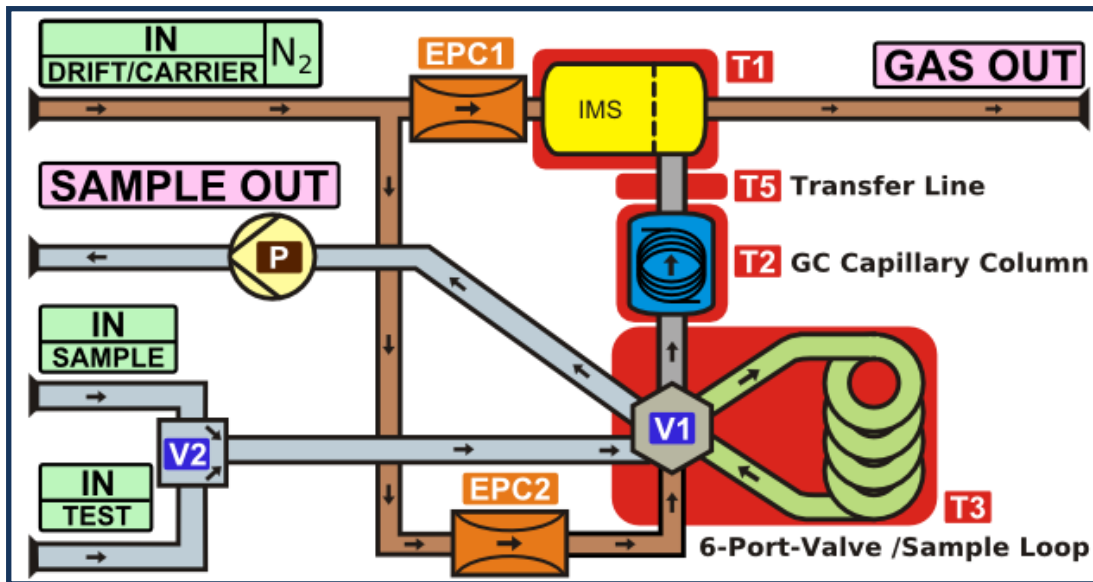 IN
DRIFT/CARRIER
N₂
EPC1
T1
GAS OUT
IMS
SAMPLE OUT
T5 Transfer Line
P
T2 GC Capillary Column
IN
SAMPLE
V1
V2
IN
TEST
EPC2
T3
6-Port-Valve /Sample Loop